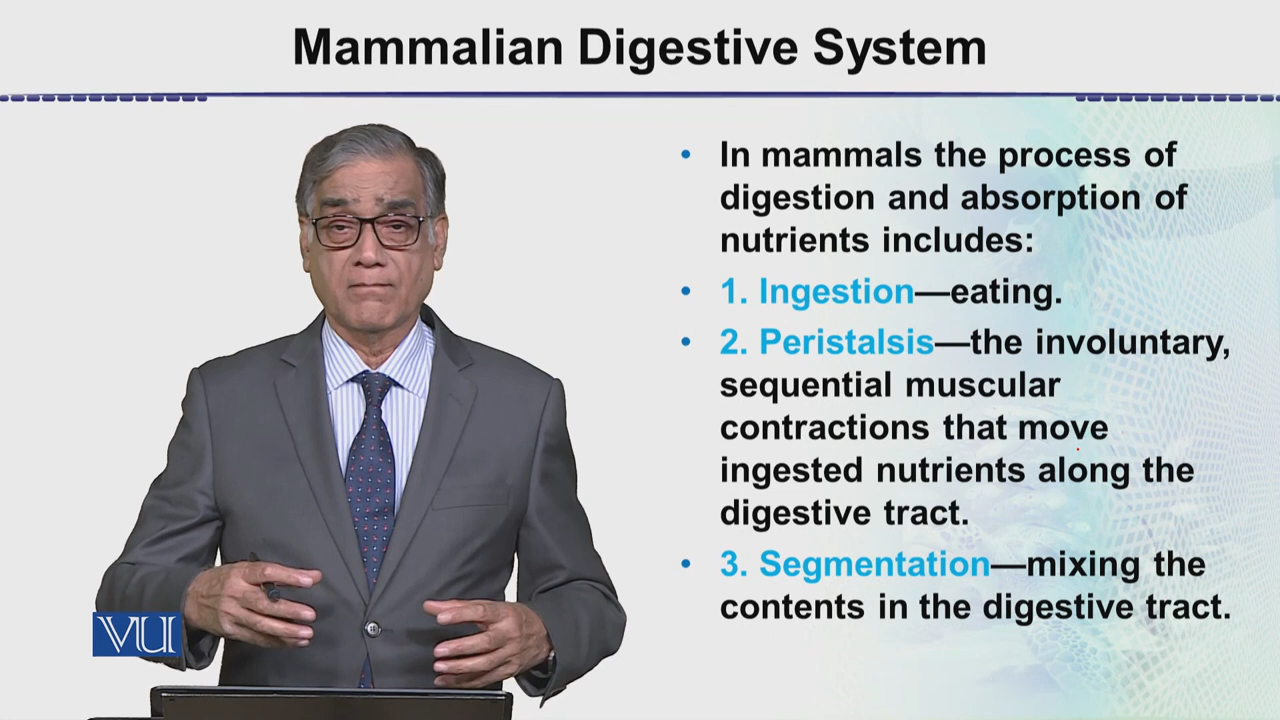 Mammalian Digestive System
• In mammals the process of
digestion and absorption of
nutrients includes:
• 1. Ingestion—eating.
• 2. Peristalsis—the involuntary,
sequential muscular
contractions that move
ingested nutrients along the
digestive tract.
• 3. Segmentation—mixing the
contents in the digestive tract.
VU